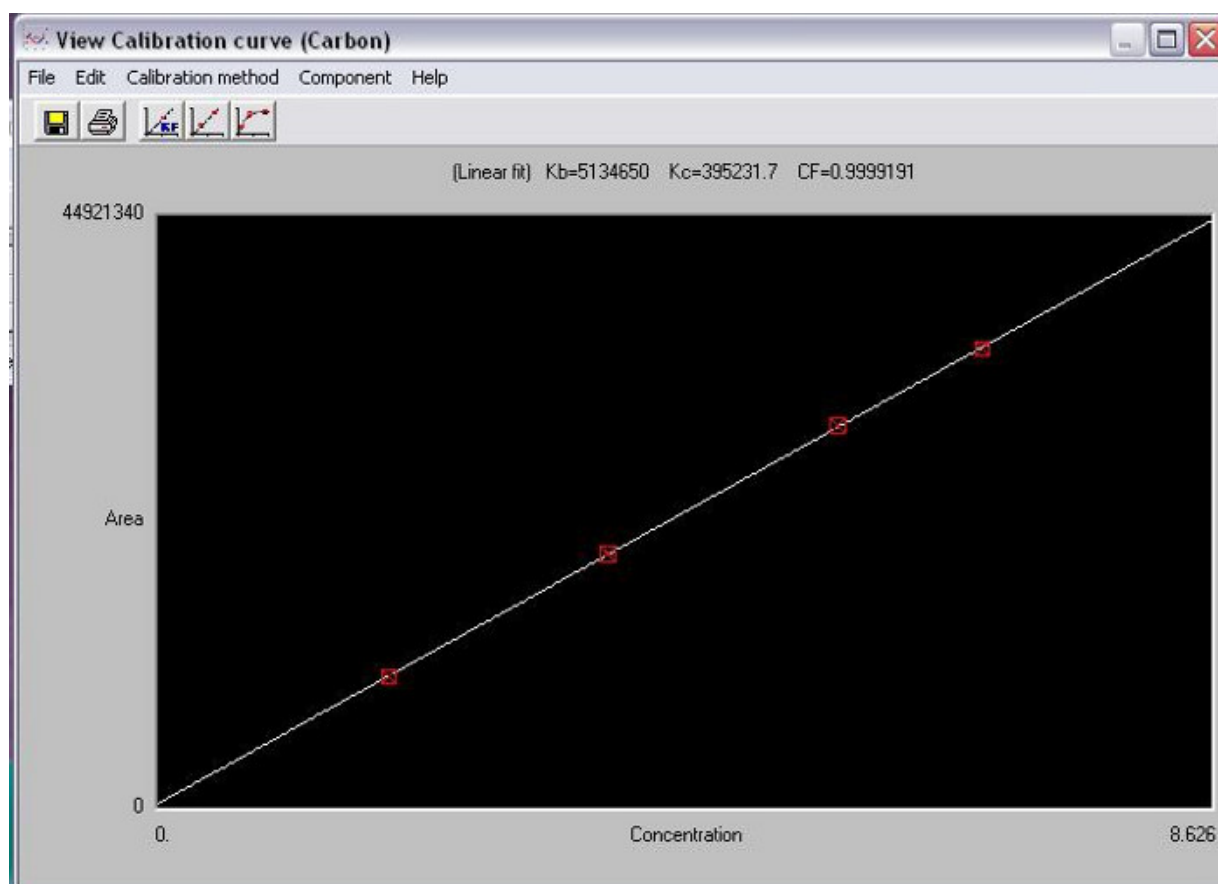 View Calibration curve (Carbon)
File Edit Calibration method Component Help
KF
(Linear fit) Kb=5134650 Kc=395231.7 CF=0.9999191
44921340
Area
0
0. Concentration 8.626